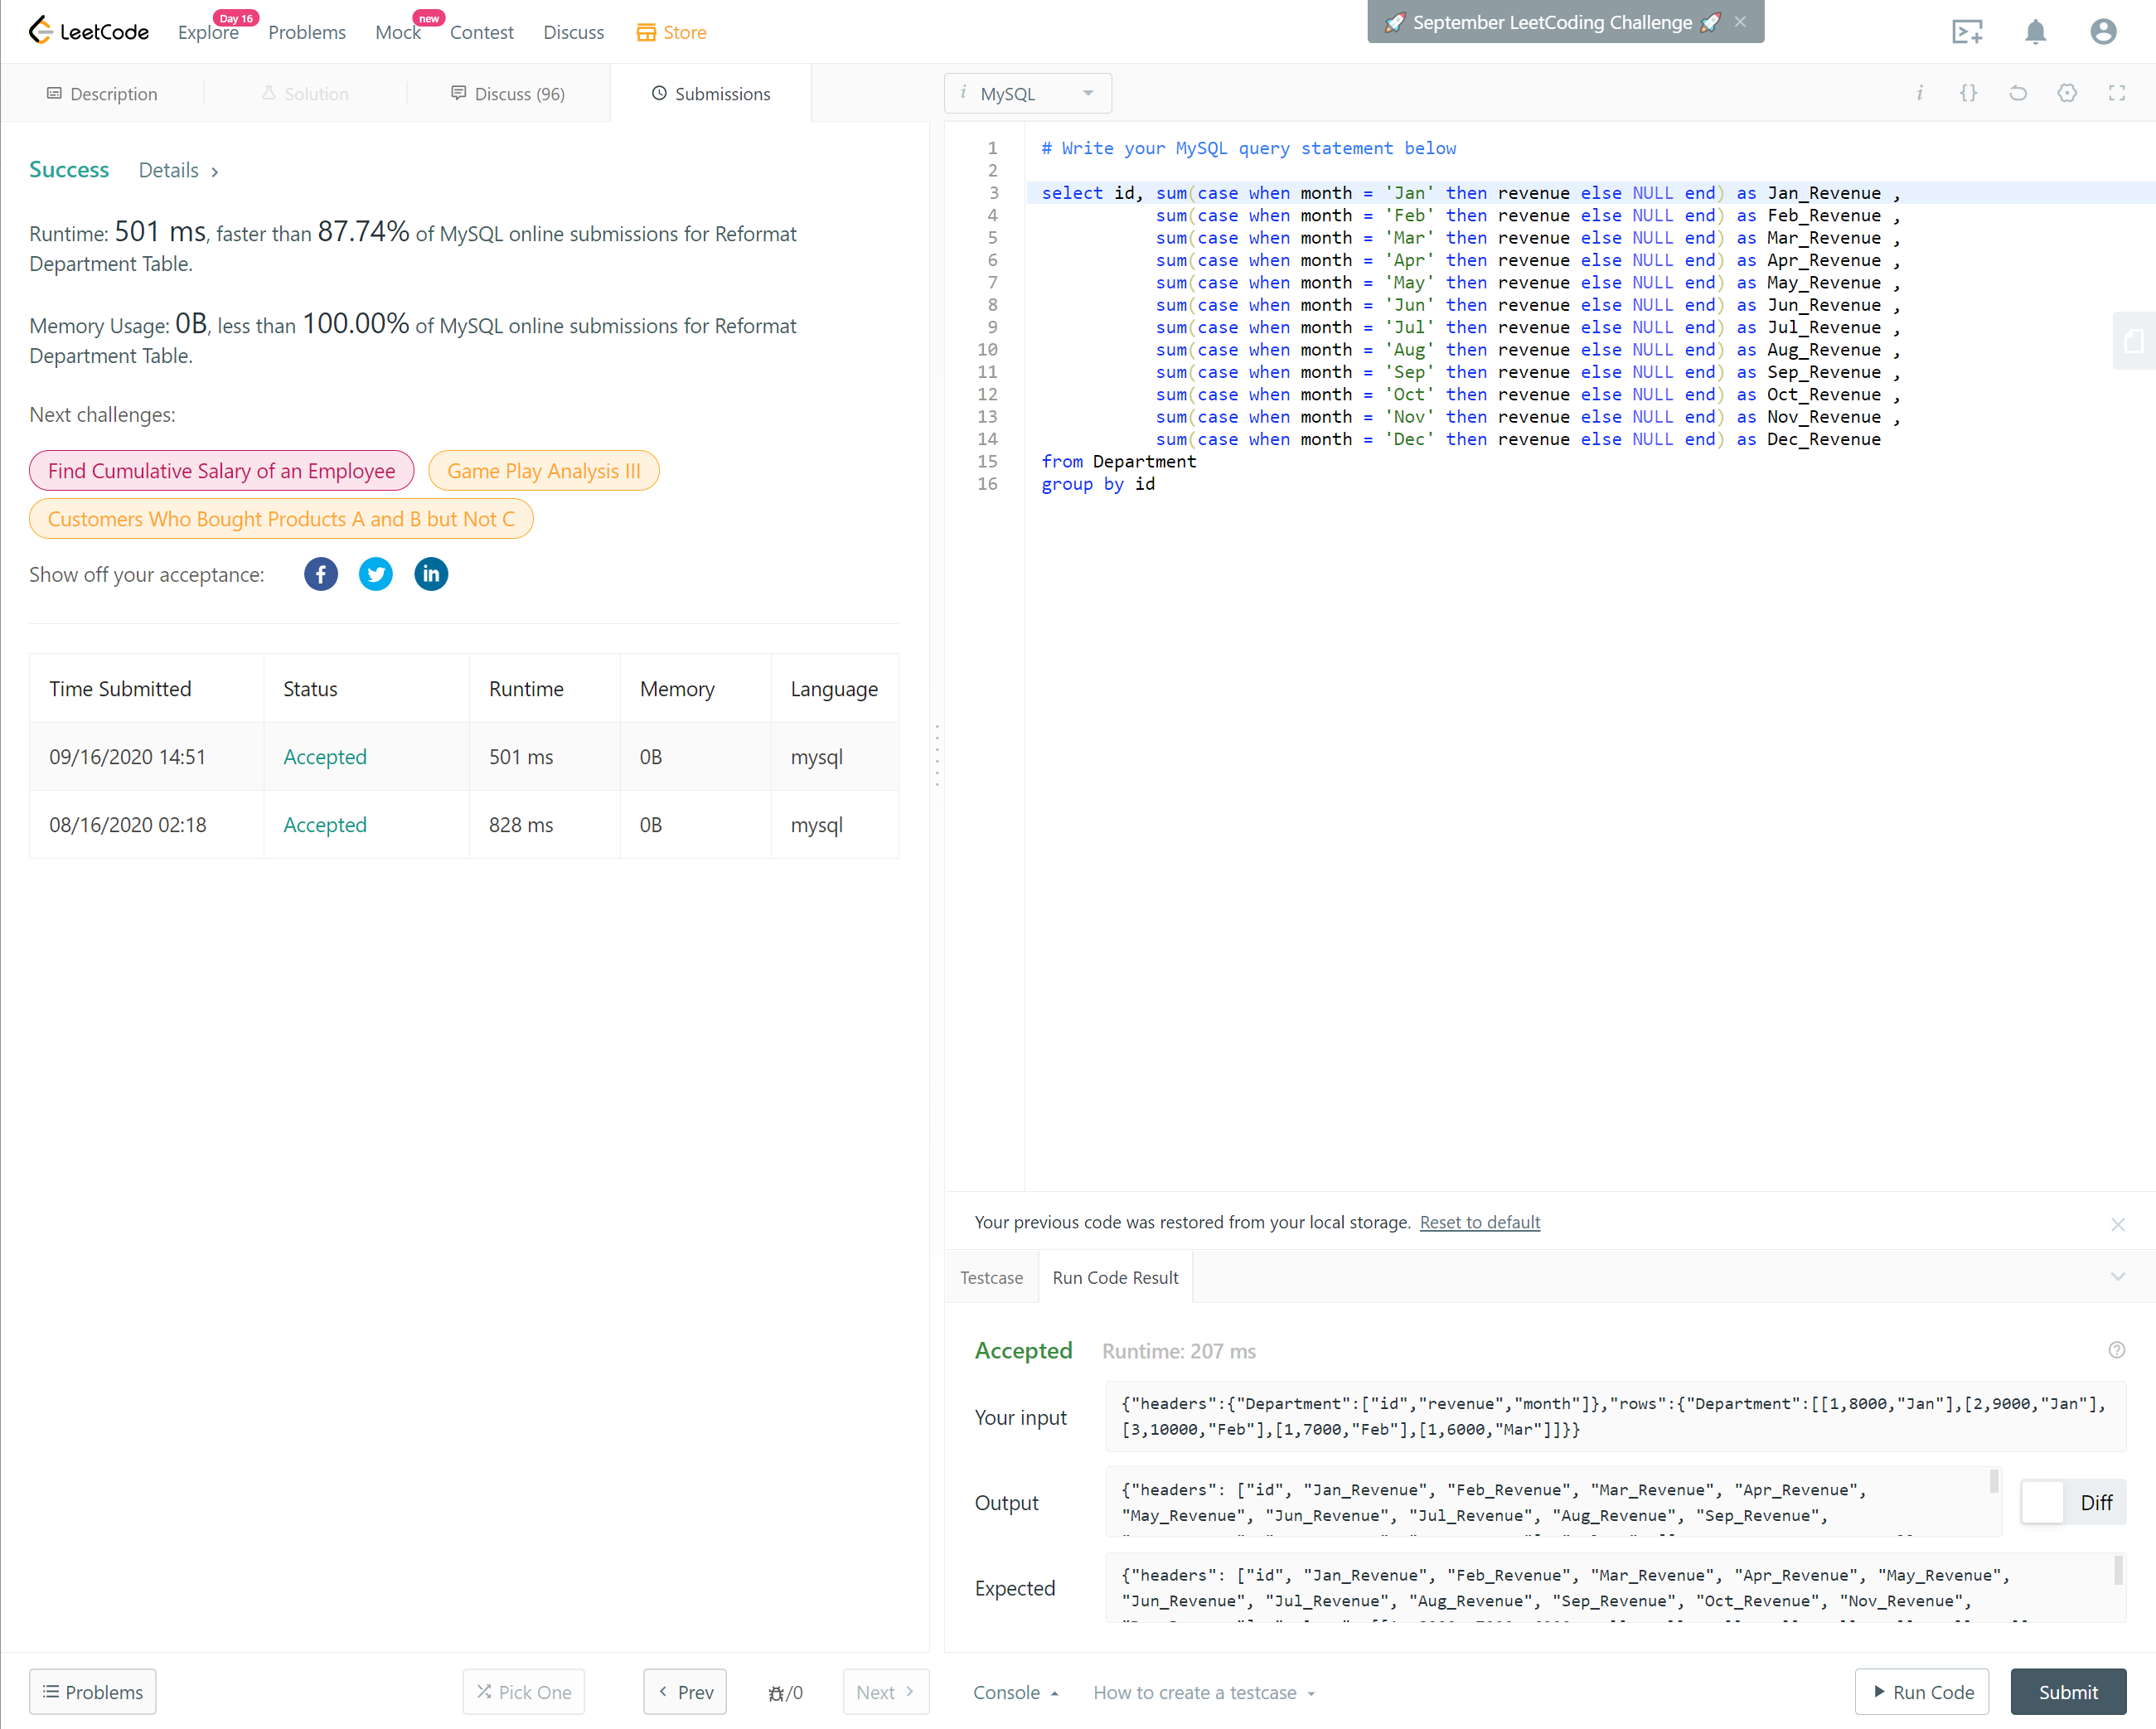 LeetCode
Explore
Day 16
Problems
Mock
new
Contest
Discuss
Store
🚀 September LeetCoding Challenge 🚀
Description
Solution
Discuss (96)
Submissions
i MySQL
i {}
Success
Details
Runtime: 501 ms, faster than 87.74% of MySQL online submissions for Reformat
Department Table.
Memory Usage: 0B, less than 100.00% of MySQL online submissions for Reformat
Department Table.
Next challenges:
Find Cumulative Salary of an Employee
Game Play Analysis III
Customers Who Bought Products A and B but Not C
Show off your acceptance:
Time Submitted Status Runtime Memory Language
09/16/2020 14:51 Accepted 501 ms 0B mysql
08/16/2020 02:18 Accepted 828 ms 0B mysql
1 # Write your MySQL query statement below
2
3 select id, sum(case when month = 'Jan' then revenue else NULL end) as Jan_Revenue ,
4 sum(case when month = 'Feb' then revenue else NULL end) as Feb_Revenue ,
5 sum(case when month = 'Mar' then revenue else NULL end) as Mar_Revenue ,
6 sum(case when month = 'Apr' then revenue else NULL end) as Apr_Revenue ,
7 sum(case when month = 'May' then revenue else NULL end) as May_Revenue ,
8 sum(case when month = 'Jun' then revenue else NULL end) as Jun_Revenue ,
9 sum(case when month = 'Jul' then revenue else NULL end) as Jul_Revenue ,
10 sum(case when month = 'Aug' then revenue else NULL end) as Aug_Revenue ,
11 sum(case when month = 'Sep' then revenue else NULL end) as Sep_Revenue ,
12 sum(case when month = 'Oct' then revenue else NULL end) as Oct_Revenue ,
13 sum(case when month = 'Nov' then revenue else NULL end) as Nov_Revenue ,
14 sum(case when month = 'Dec' then revenue else NULL end) as Dec_Revenue
15 from Department
16 group by id
Your previous code was restored from your local storage. Reset to default
Testcase
Run Code Result
Accepted Runtime: 207 ms
Your input
{"headers":{"Department":["id","revenue","month"]},"rows":{"Department":[[1,8000,"Jan"],[2,9000,"Jan"],
[3,10000,"Feb"],[1,7000,"Feb"],[1,6000,"Mar"]]}}
Output
{"headers": ["id", "Jan_Revenue", "Feb_Revenue", "Mar_Revenue", "Apr_Revenue",
"May_Revenue", "Jun_Revenue", "Jul_Revenue", "Aug_Revenue", "Sep_Revenue",
Diff
Expected
{"headers": ["id", "Jan_Revenue", "Feb_Revenue", "Mar_Revenue", "Apr_Revenue", "May_Revenue",
"Jun_Revenue", "Jul_Revenue", "Aug_Revenue", "Sep_Revenue", "Oct_Revenue", "Nov_Revenue",
Problems
Pick One
Prev
/0
Next
Console
How to create a testcase
Run Code
Submit